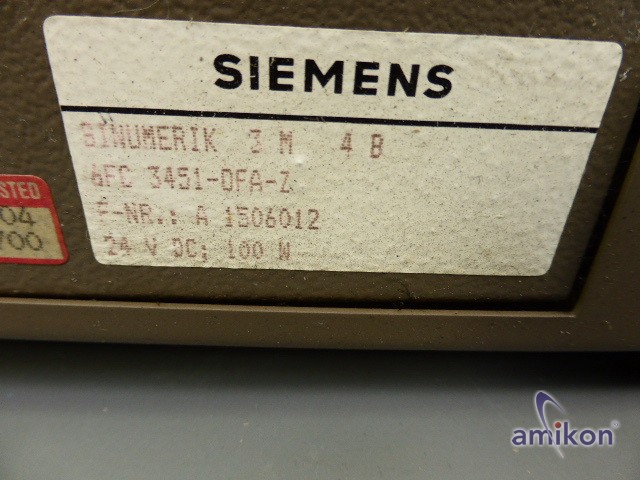 SIEMENS
SINUMERIK 3 M 4 B
6FC 3451-0FA-Z
F-NR.: A 1506012
24 V DC; 100 W
STED
04
700
amikon